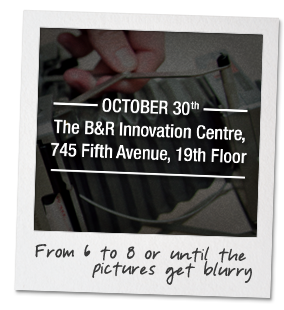 OCTOBER 30th
The B&R Innovation Centre,
745 Fifth Avenue, 19th Floor
From 6 to 8 or until the
pictures get blurry